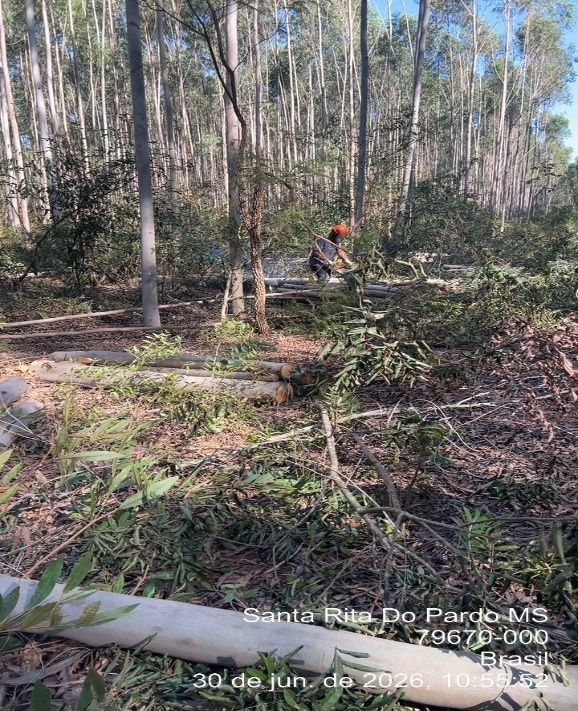 Santa Rita Do Pardo MS
79670-000
Brasil
30 de jun. de 2026, 10:55:52